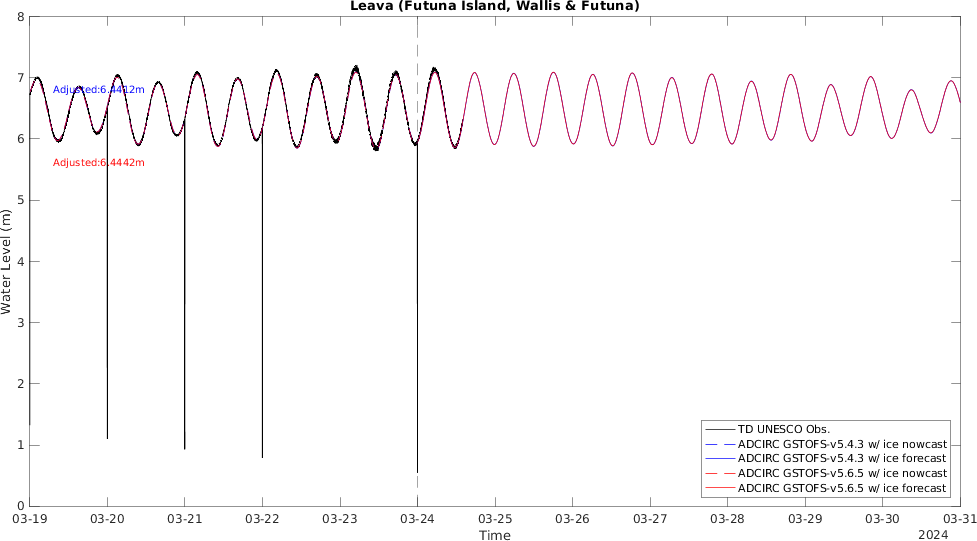 Leava (Futuna Island, Wallis & Futuna)
8
7
6
5
4
3
2
1
0
Water Level (m)
Adjusted:6.4412m
Adjusted:6.4442m
TD UNESCO Obs.
ADCIRC GSTOFS-v5.4.3 w/ ice nowcast
ADCIRC GSTOFS-v5.4.3 w/ ice forecast
ADCIRC GSTOFS-v5.6.5 w/ ice nowcast
ADCIRC GSTOFS-v5.6.5 w/ ice forecast
03-19 03-20 03-21 03-22 03-23 03-24 03-25 03-26 03-27 03-28 03-29 03-30 03-31
Time
2024